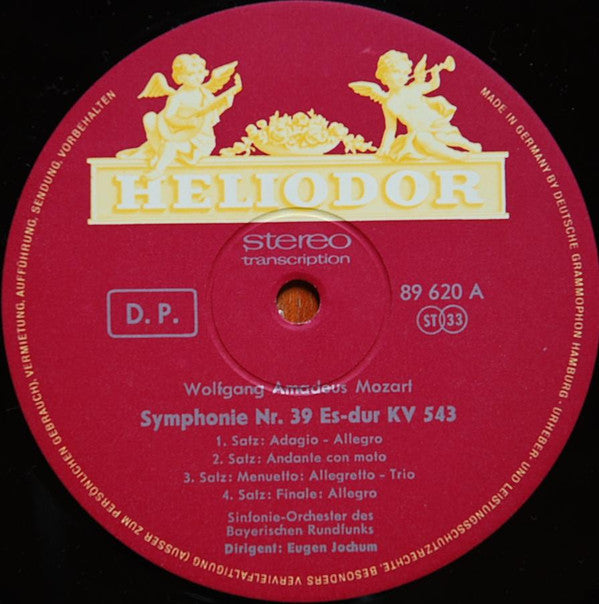 HELIODOR
stereo
transcription
D. P.
89 620 A
ST 33
Wolfgang Amadeus Mozart
Symphonie Nr. 39 Es-dur KV 543
1. Satz: Adagio - Allegro
2. Satz: Andante con moto
3. Satz: Menuetto: Allegretto - Trio
4. Satz: Finale: Allegro
Sinfonie-Orchester des
Bayerischen Rundfunks
Dirigent: Eugen Jochum
MADE IN GERMANY BY DEUTSCHE GRAMMOPHON HAMBURG · URHEBER- UND LEISTUNGSSCHUTZRECHTE, BESONDERS VERVIELFÄLTIGUNG (AUSSER ZUM PERSÖNLICHEN GEBRAUCH), VERMIETUNG, AUFFÜHRUNG, SENDUNG, VORBEHALTEN